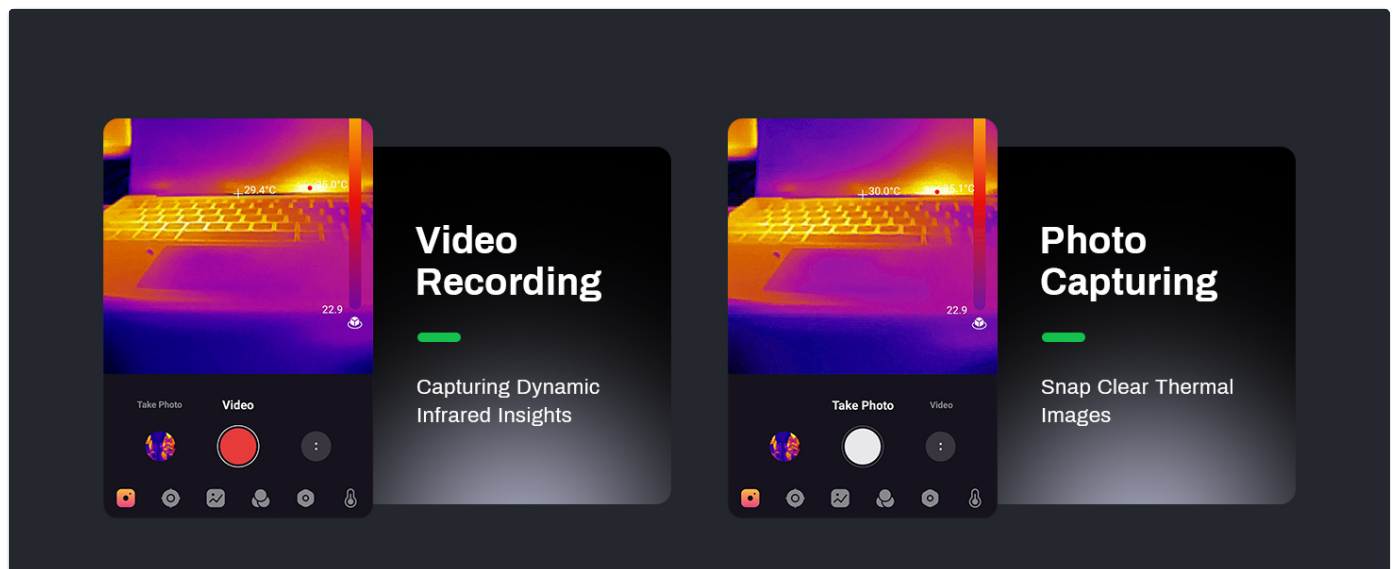 29.4°C
22.9
Take Photo
Video
Video
Recording
Capturing Dynamic
Infrared Insights
30.0°C
22.9
Take Photo
Video
Photo
Capturing
Snap Clear Thermal
Images